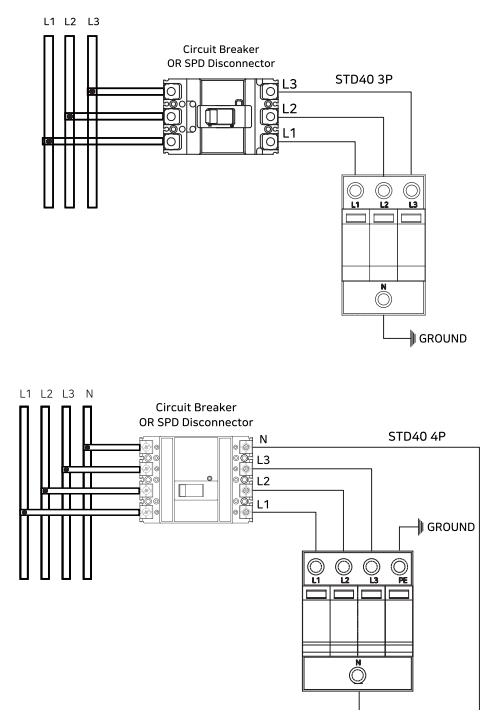 L1 L2 L3
Circuit Breaker
OR SPD Disconnector
L3
STD40 3P
L2
L1
L1 L2 L3
N
GROUND
L1 L2 L3 N
Circuit Breaker
OR SPD Disconnector
N
STD40 4P
L3
L2
L1
GROUND
L1 L2 L3 PE
N